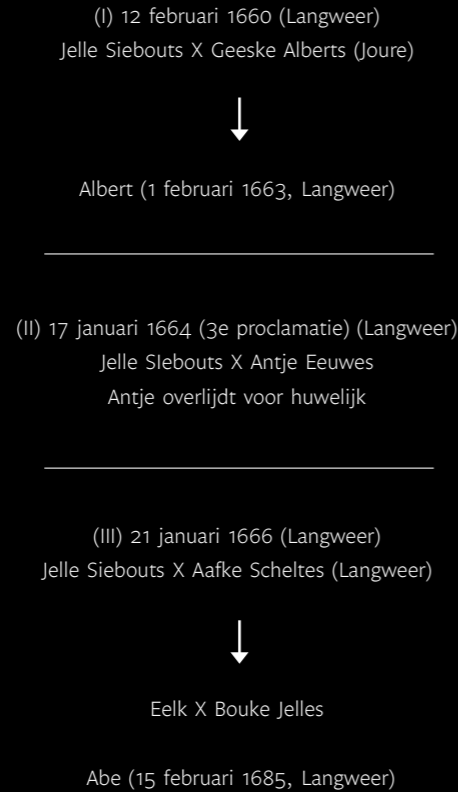 (I) 12 februari 1660 (Langweer)
Jelle Siebouts X Geeske Alberts (Joure)
Albert (1 februari 1663, Langweer)
(II) 17 januari 1664 (3e proclamatie) (Langweer)
Jelle SIebouts X Antje Eeuwes
Antje overlijdt voor huwelijk
(III) 21 januari 1666 (Langweer)
Jelle Siebouts X Aafke Scheltes (Langweer)
Eelk X Bouke Jelles
Abe (15 februari 1685, Langweer)